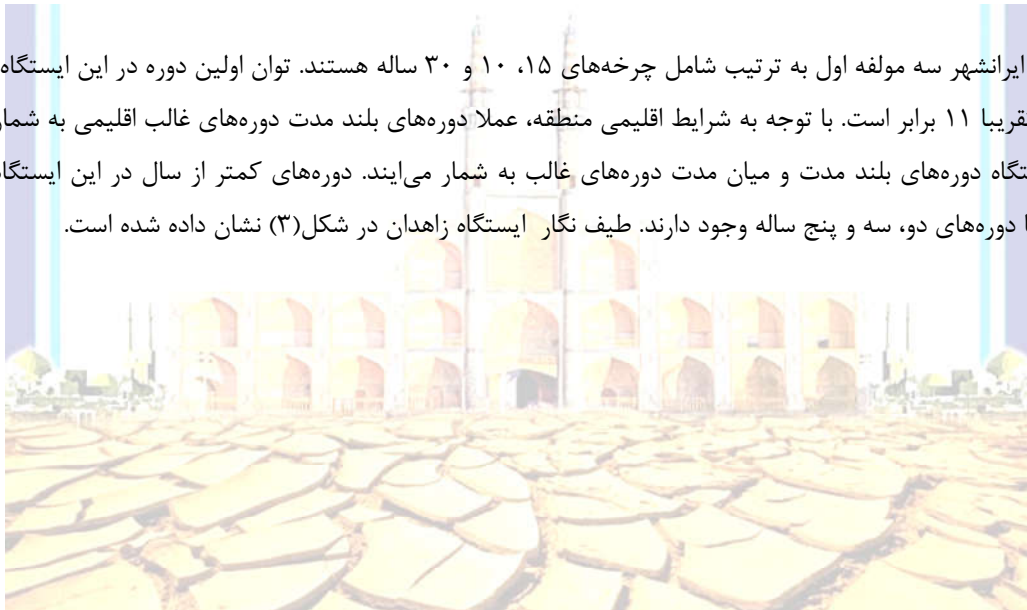 ایرانشهر سه مولفه اول به ترتیب شامل چرخه‌های ۱۵، ۱۰ و ۳۰ ساله هستند. توان اولین دوره در این ایستگاه
تقریبا ۱۱ برابر است. با توجه به شرایط اقلیمی منطقه، عملا دوره‌های بلند مدت دوره‌های غالب اقلیمی به شمار
دوره‌های بلند مدت و میان مدت دوره‌های غالب به شمار می‌ایند. دوره‌های کمتر از سال در این ایستگاه
دوره‌های دو، سه و پنج ساله وجود دارند. طیف نگار ایستگاه زاهدان در شکل(۳) نشان داده شده است.